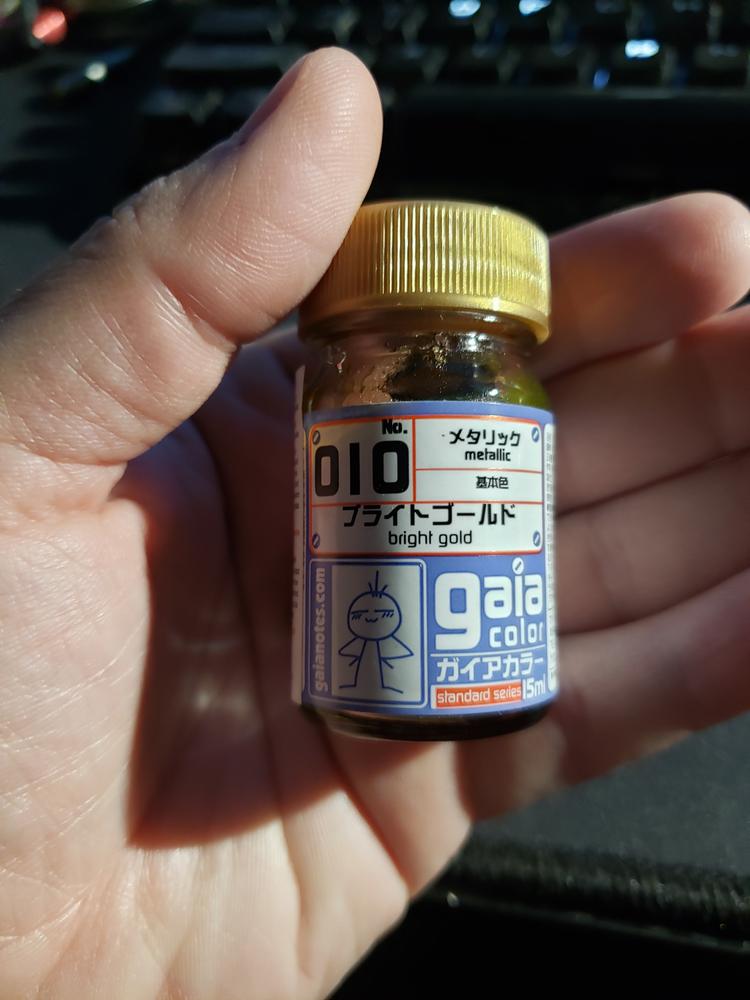 No.
010
メタリック
metallic
基本色
ブライトゴールド
bright gold
gaianotes.com
gaia
color
ガイアカラー
standard series 15ml